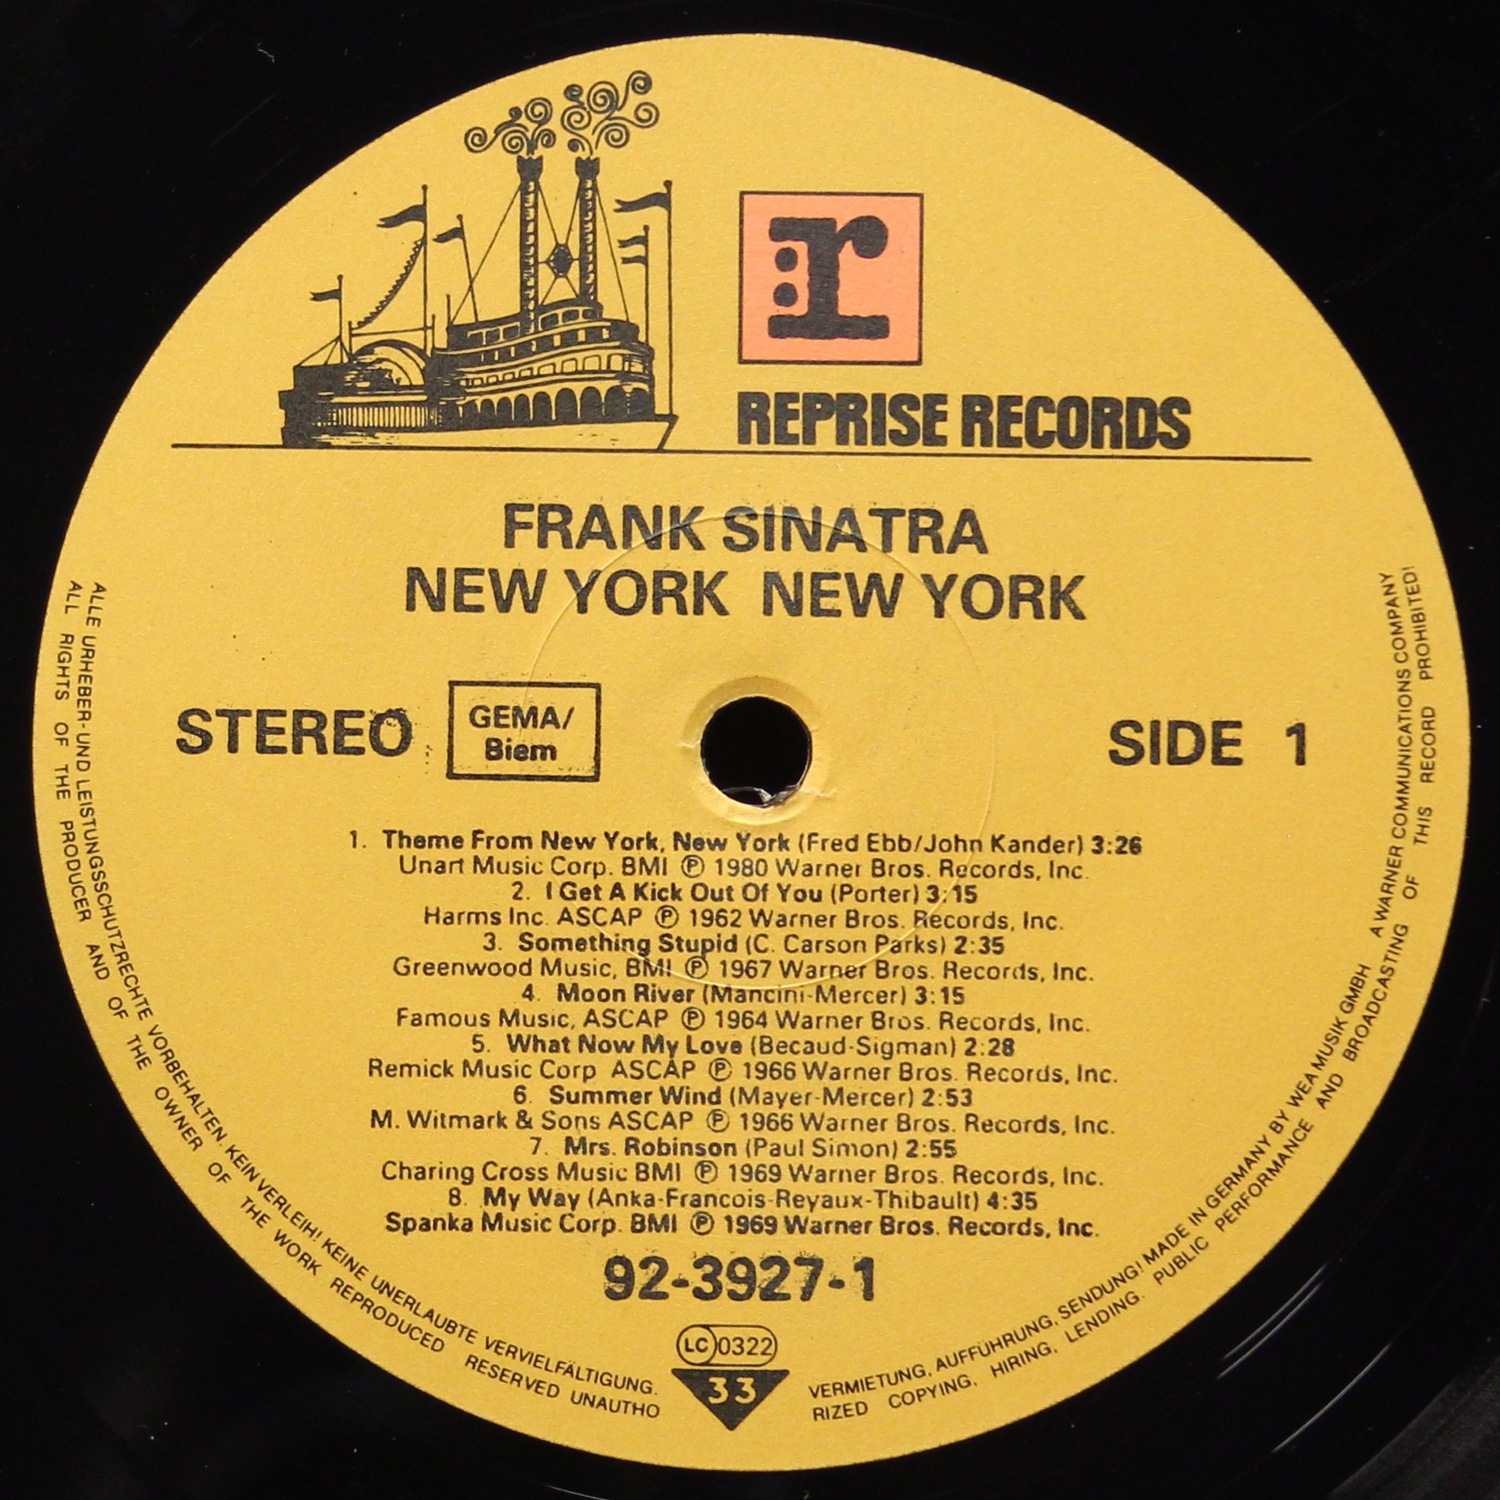 r
REPRISE RECORDS
FRANK SINATRA
NEW YORK NEW YORK
STEREO
GEMA/
Biem
SIDE 1
1. Theme From New York, New York (Fred Ebb/John Kander) 3:26
Unart Music Corp. BMI ℗ 1980 Warner Bros. Records, Inc.
2. I Get A Kick Out Of You (Porter) 3:15
Harms Inc. ASCAP ℗ 1962 Warner Bros. Records, Inc.
3. Something Stupid (C. Carson Parks) 2:35
Greenwood Music, BMI ℗ 1967 Warner Bros. Records, Inc.
4. Moon River (Mancini-Mercer) 3:15
Famous Music, ASCAP ℗ 1964 Warner Bros. Records, Inc.
5. What Now My Love (Becaud-Sigman) 2:28
Remick Music Corp ASCAP ℗ 1966 Warner Bros. Records, Inc.
6. Summer Wind (Mayer-Mercer) 2:53
M. Witmark & Sons ASCAP ℗ 1966 Warner Bros. Records, Inc.
7. Mrs. Robinson (Paul Simon) 2:55
Charing Cross Music BMI ℗ 1969 Warner Bros. Records, Inc.
8. My Way (Anka-Francois-Reyaux-Thibault) 4:35
Spanka Music Corp. BMI ℗ 1969 Warner Bros. Records, Inc.
92-3927-1
LC 0322
33
ALLE URHEBER- UND LEISTUNGSSCHUTZRECHTE VORBEHALTEN. KEIN VERLEIH! KEINE UNERLAUBTE VERVIELFÄLTIGUNG. VERMIETUNG, AUFFÜHRUNG, SENDUNG! MADE IN GERMANY BY WEA MUSIK GMBH A WARNER COMMUNICATIONS COMPANY
ALL RIGHTS OF THE PRODUCER AND OF THE OWNER OF THE WORK REPRODUCED RESERVED UNAUTHO RIZED COPYING, HIRING, LENDING. PUBLIC PERFORMANCE AND BROADCASTING OF THIS RECORD PROHIBITED!